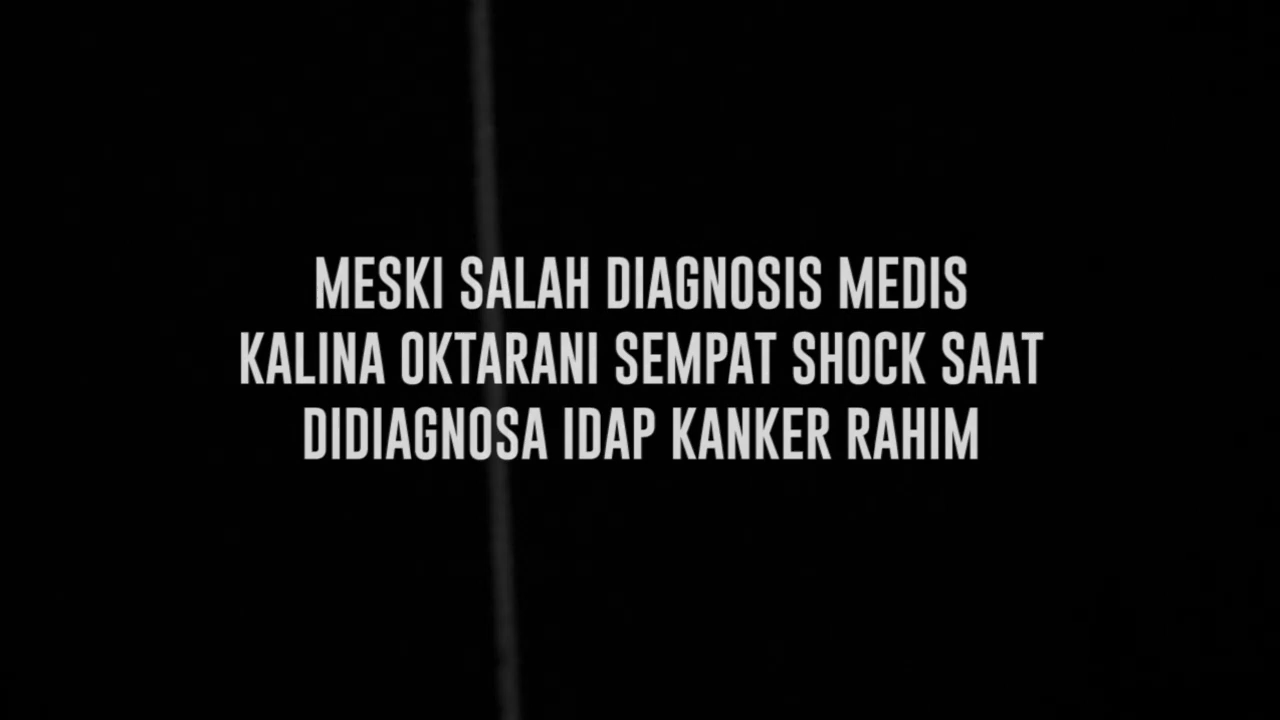 MESKI SALAH DIAGNOSIS MEDIS
KALINA OKTARANI SEMPAT SHOCK SAAT
DIDIAGNOSA IDAP KANKER RAHIM